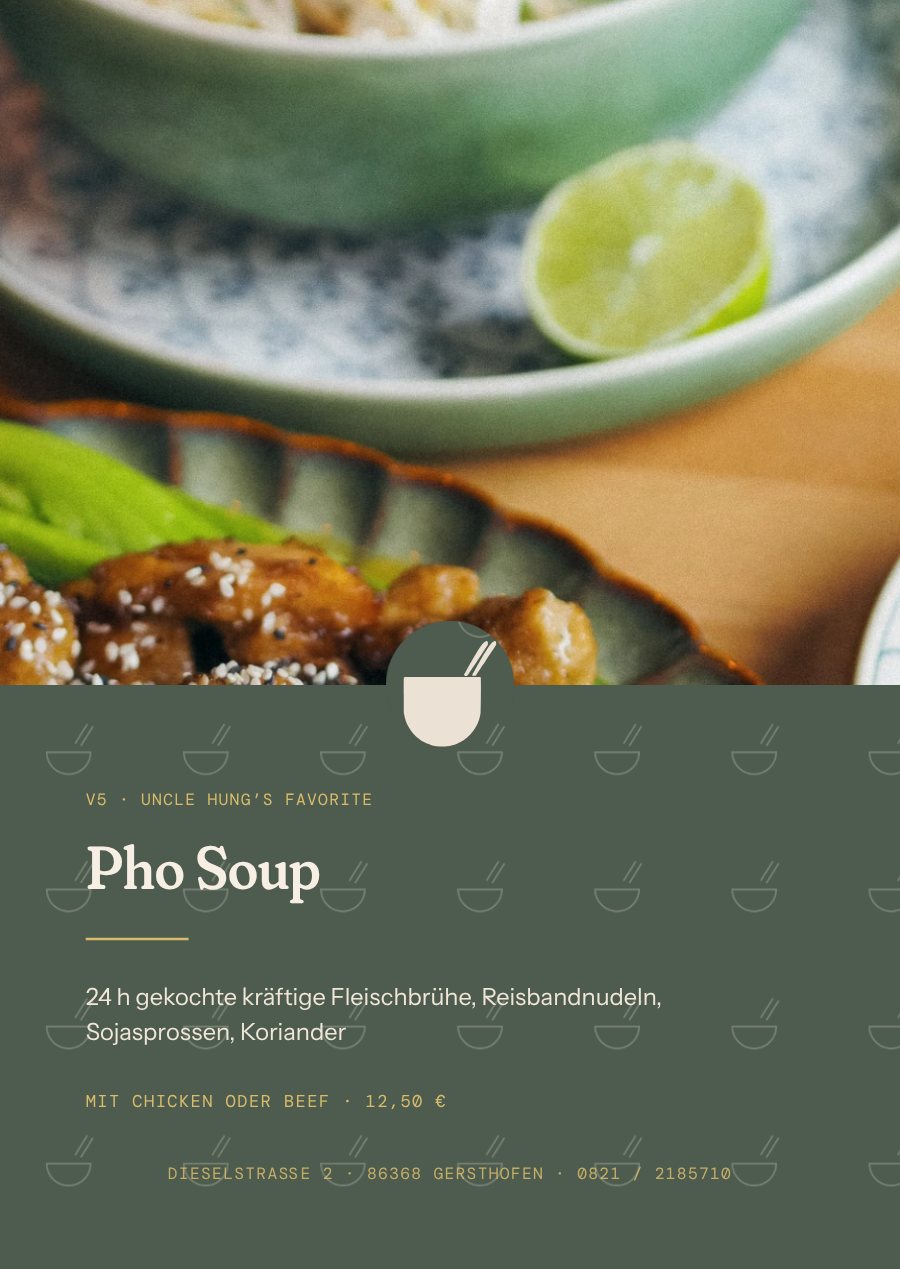 V5 · UNCLE HUNG’S FAVORITE
Pho Soup
24 h gekochte kräftige Fleischbrühe, Reisbandnudeln,
Sojasprossen, Koriander
MIT CHICKEN ODER BEEF · 12,50 €
DIESELSTRASSE 2 · 86368 GERSTHOFEN · 0821 / 2185710